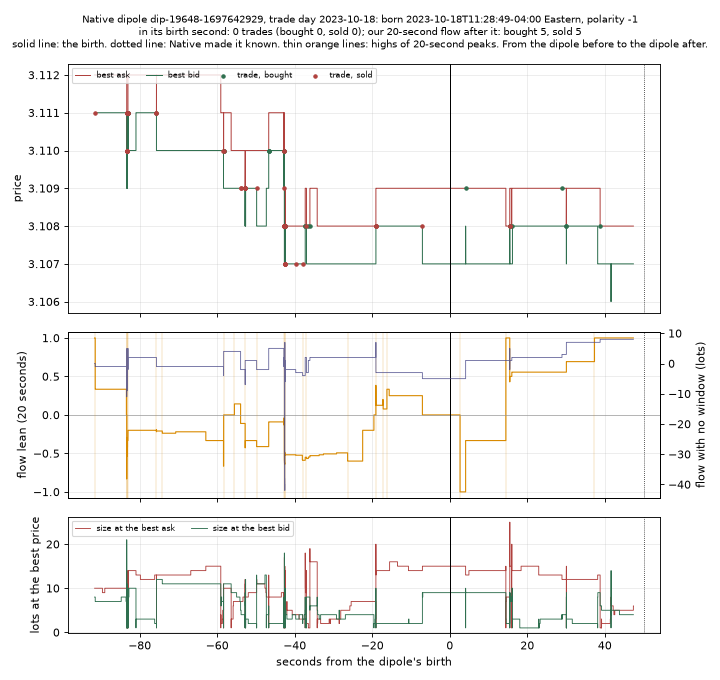 Native dipole dip-19648-1697642929, trade day 2023-10-18: born 2023-10-18T11:28:49-04:00 Eastern, polarity -1
in its birth second: 0 trades (bought 0, sold 0); our 20-second flow after it: bought 5, sold 5
solid line: the birth. dotted line: Native made it known. thin orange lines: highs of 20-second peaks. From the dipole before to the dipole after.
best ask
best bid
trade, bought
trade, sold
3.112
3.111
3.110
3.109
3.108
3.107
3.106
price
1.0
0.5
0.0
−0.5
−1.0
flow lean (20 seconds)
10
0
−10
−20
−30
−40
flow with no window (lots)
size at the best ask
size at the best bid
20
10
0
lots at the best price
−80
−60
−40
−20
0
20
40
seconds from the dipole's birth